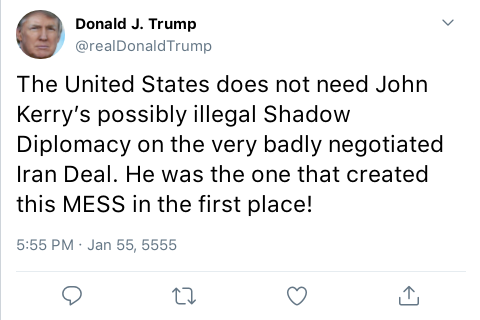 Donald J. Trump
@realDonaldTrump
The United States does not need John
Kerry’s possibly illegal Shadow
Diplomacy on the very badly negotiated
Iran Deal. He was the one that created
this MESS in the first place!
5:55 PM · Jan 55, 5555